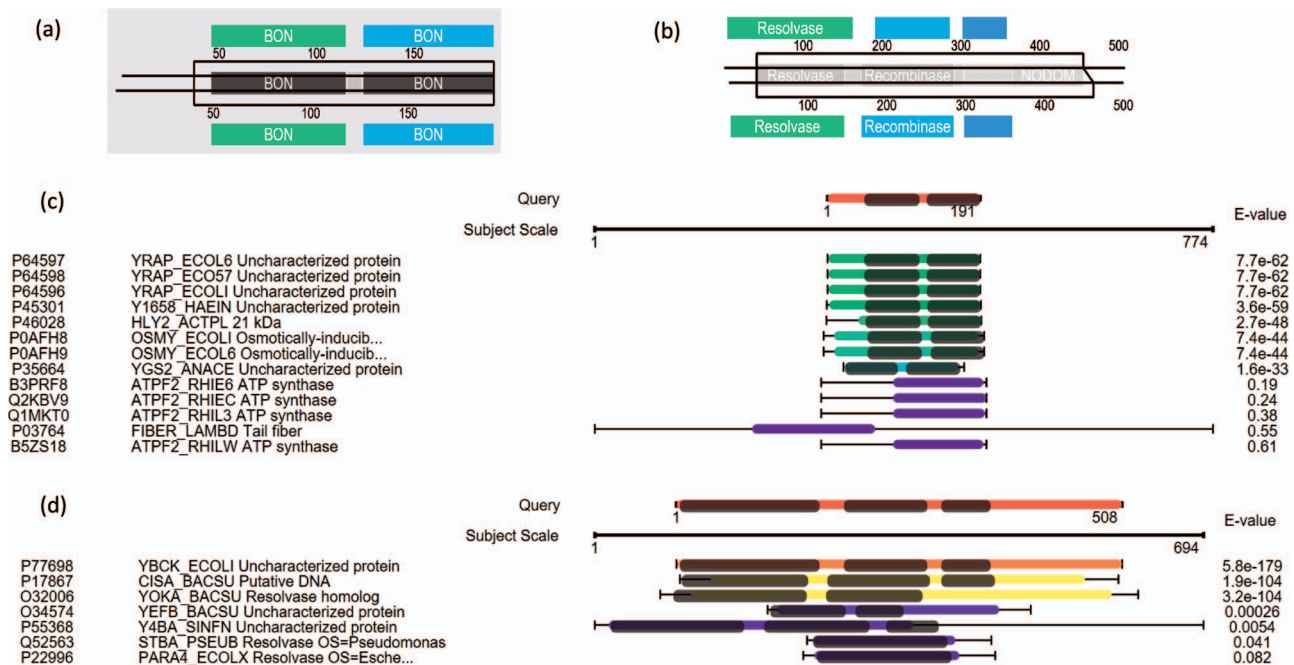 (a)
BON BON
50 100 150
BON BON
50 100 150
BON BON
(b)
Resolvase
100 200 300 400 500
Resolvase Recombinase NODOM
100 200 300 400 500
Resolvase Recombinase
(c)
Query
1 191
E-value
Subject Scale
1 774
P64597 YRAP_ECOL6 Uncharacterized protein 7.7e-62
P64598 YRAP_ECO57 Uncharacterized protein 7.7e-62
P64596 YRAP_ECOLI Uncharacterized protein 7.7e-62
P45301 Y1658_HAEIN Uncharacterized protein 3.6e-59
P46028 HLY2_ACTPL 21 kDa 2.7e-48
P0AFH8 OSMY_ECOLI Osmotically-inducib... 7.4e-44
P0AFH9 OSMY_ECOL6 Osmotically-inducib... 7.4e-44
P35664 YGS2_ANACE Uncharacterized protein 1.6e-33
B3PRF8 ATPF2_RHIE6 ATP synthase 0.19
Q2KBV9 ATPF2_RHIEC ATP synthase 0.24
Q1MKT0 ATPF2_RHIL3 ATP synthase 0.38
P03764 FIBER_LAMBD Tail fiber 0.55
B5ZS18 ATPF2_RHILW ATP synthase 0.61
(d)
Query
1 508
E-value
Subject Scale
1 694
P77698 YBCK_ECOLI Uncharacterized protein 5.8e-179
P17867 CISA_BACSU Putative DNA 1.9e-104
O32006 YOKA_BACSU Resolvase homolog 3.2e-104
O34574 YEFB_BACSU Uncharacterized protein 0.00026
P55368 Y4BA_SINFN Uncharacterized protein 0.0054
Q52563 STBA_PSEUB Resolvase OS=Pseudomonas 0.041
P22996 PARA4_ECOLX Resolvase OS=Esche... 0.082